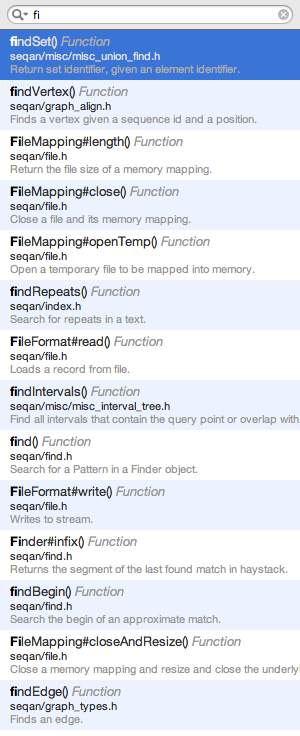 fi
findSet() Function
seqan/misc/misc_union_find.h
Return set identifier, given an element identifier.
findVertex() Function
seqan/graph_align.h
Finds a vertex given a sequence id and a position.
FileMapping#length() Function
seqan/file.h
Return the file size of a memory mapping.
FileMapping#close() Function
seqan/file.h
Close a file and its memory mapping.
FileMapping#openTemp() Function
seqan/file.h
Open a temporary file to be mapped into memory.
findRepeats() Function
seqan/index.h
Search for repeats in a text.
FileFormat#read() Function
seqan/file.h
Loads a record from file.
findIntervals() Function
seqan/misc/misc_interval_tree.h
Find all intervals that contain the query point or overlap with
find() Function
seqan/find.h
Search for a Pattern in a Finder object.
FileFormat#write() Function
seqan/file.h
Writes to stream.
Finder#infix() Function
seqan/find.h
Returns the segment of the last found match in haystack.
findBegin() Function
seqan/find.h
Search the begin of an approximate match.
FileMapping#closeAndResize() Function
seqan/file.h
Close a memory mapping and resize and close the underly
findEdge() Function
seqan/graph_types.h
Finds an edge.